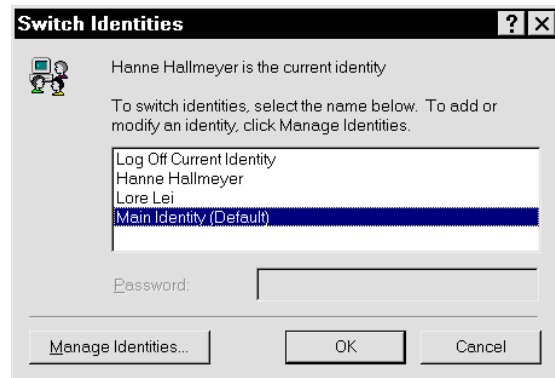 Switch Identities
Hanne Hallmeyer is the current identity
To switch identities, select the name below. To add or
modify an identity, click Manage Identities.
Log Off Current Identity
Hanne Hallmeyer
Lore Lei
Main Identity (Default)
Password:
Manage Identities...
OK
Cancel